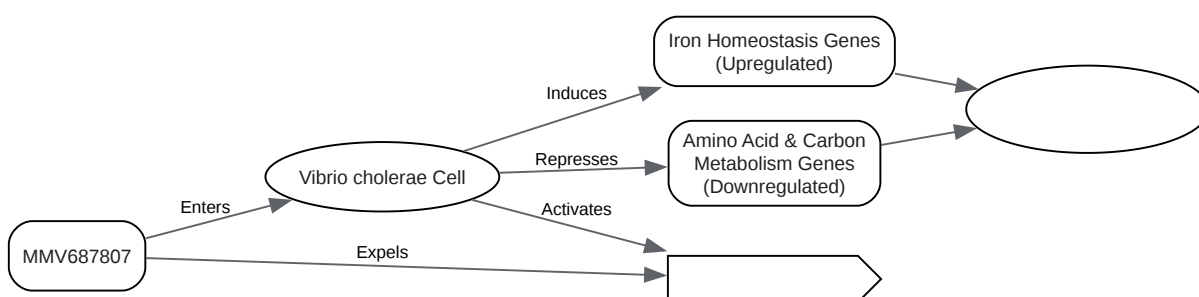 Iron Homeostasis Genes
(Upregulated)
Induces
Amino Acid & Carbon
Metabolism Genes
(Downregulated)
Represses
Vibrio cholerae Cell
Activates
Enters
MMV687807
Expels